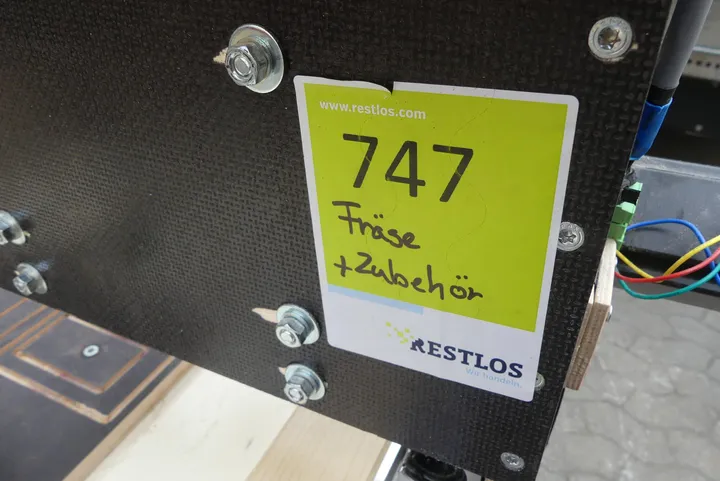 www.restlos.com
747
Fräse
+Zubehör
RESTLOS
Wir handeln.